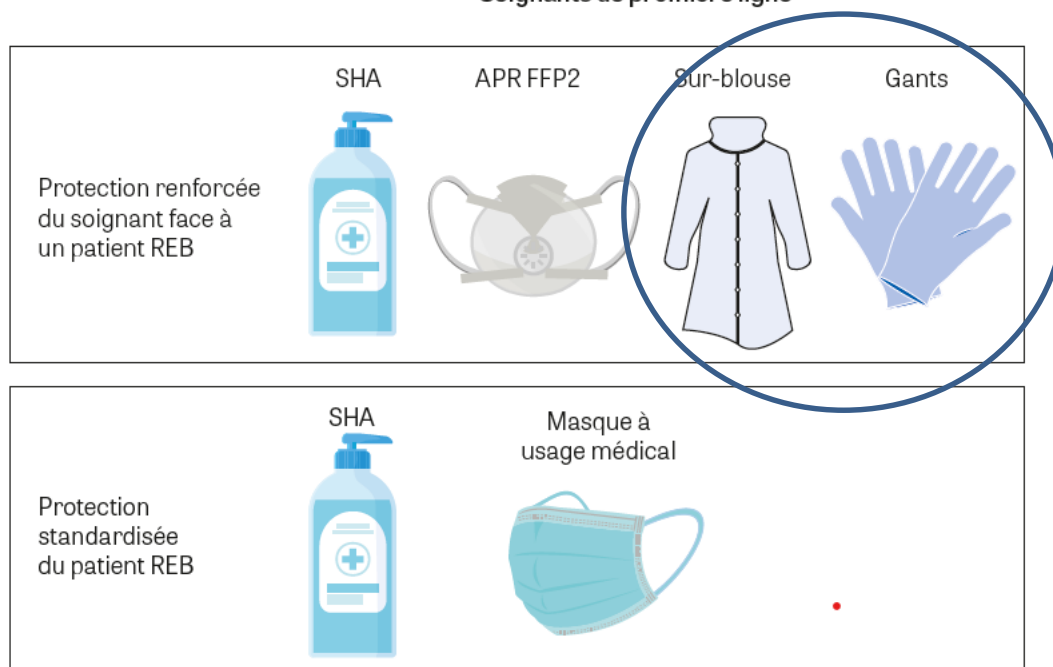 SHA
APR FFP2
Sur-blouse
Gants
Protection renforcée
du soignant face à
un patient REB
SHA
Masque à
usage médical
Protection
standardisée
du patient REB